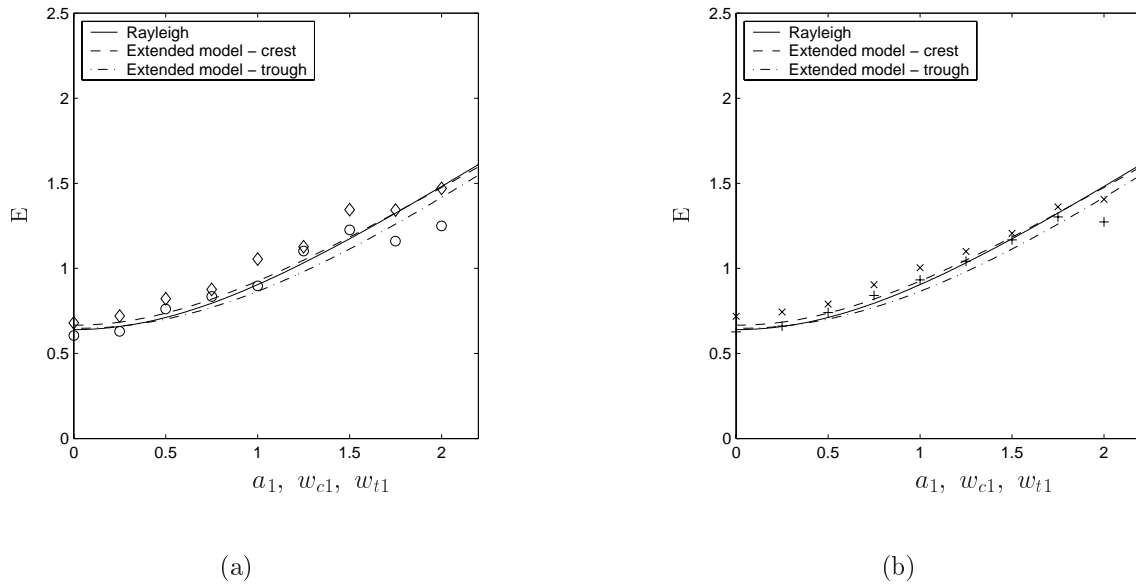 2.5
2
1.5
1
0.5
0
E
Rayleigh
Extended model – crest
Extended model – trough
0 0.5 1 1.5 2
a1, wc1, wt1
(a)
2.5
2
1.5
1
0.5
0
E
Rayleigh
Extended model – crest
Extended model – trough
0 0.5 1 1.5 2
a1, wc1, wt1
(b)